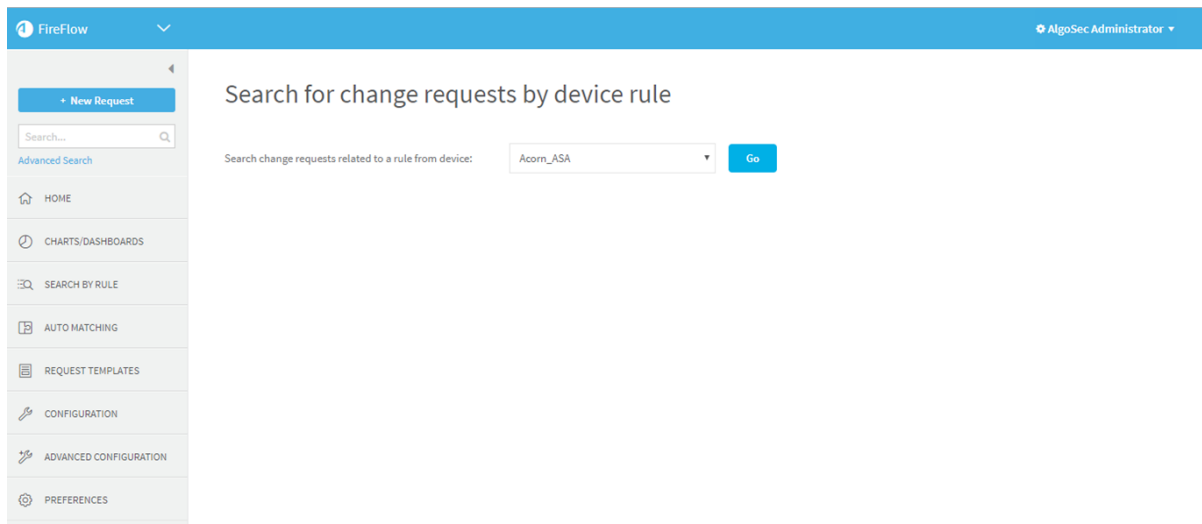 FireFlow
AlgoSec Administrator
+ New Request
Search...
Advanced Search
HOME
CHARTS/DASHBOARDS
SEARCH BY RULE
AUTO MATCHING
REQUEST TEMPLATES
CONFIGURATION
ADVANCED CONFIGURATION
PREFERENCES
Search for change requests by device rule
Search change requests related to a rule from device:
Acorn_ASA
Go